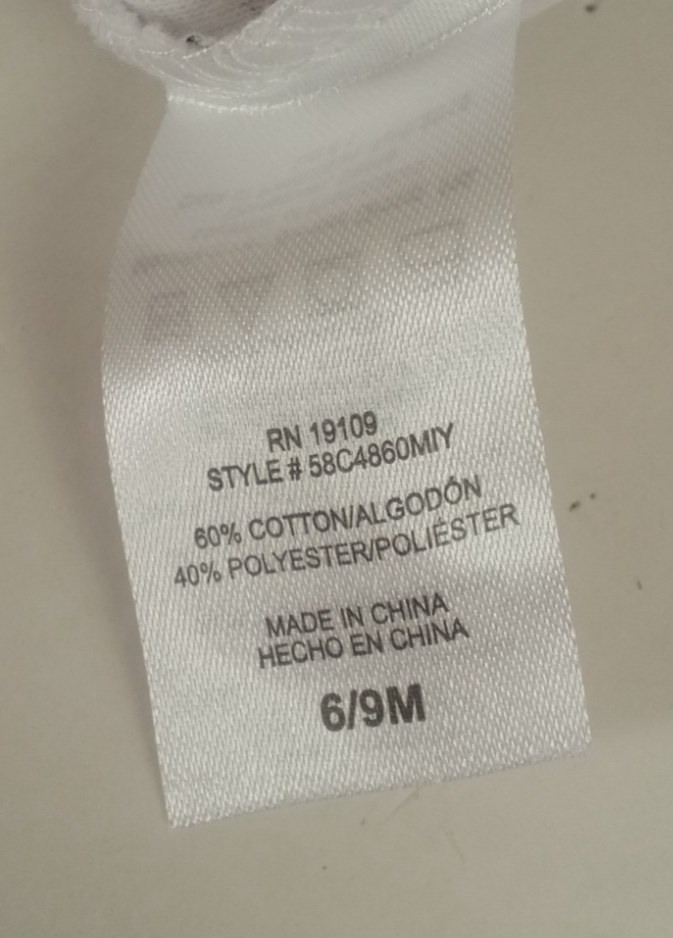 RN 19109
STYLE # 58C4860MIY
60% COTTON/ALGODÓN
40% POLYESTER/POLIÉSTER
MADE IN CHINA
HECHO EN CHINA
6/9M